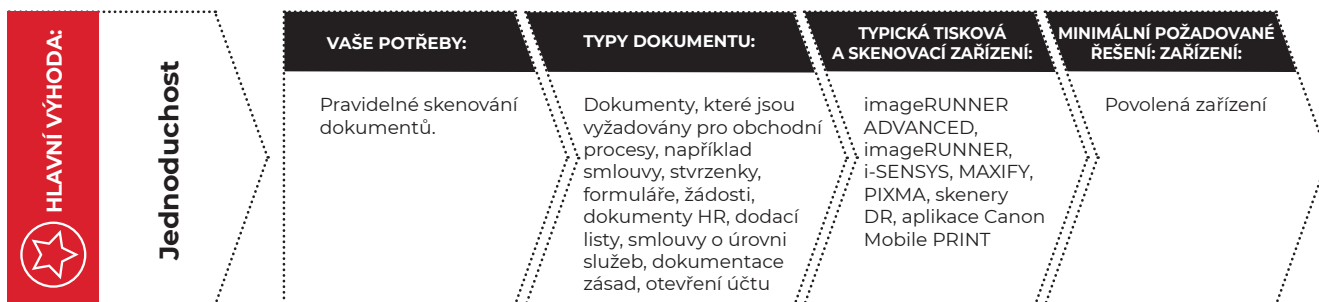 HLAVNÍ VÝHODA:
Jednoduchost
VAŠE POTŘEBY:
Pravidelné skenování
dokumentů.
TYPY DOKUMENTU:
Dokumenty, které jsou
vyžadovány pro obchodní
procesy, například
smlouvy, stvrzenky,
formuláře, žádosti,
dokumenty HR, dodací
listy, smlouvy o úrovni
služeb, dokumentace
zásad, otevření účtu
TYPICKÁ TISKOVÁ
A SKENOVACÍ ZAŘÍZENÍ:
imageRUNNER
ADVANCED,
imageRUNNER,
i-SENSYS, MAXIFY,
PIXMA, skenery
DR, aplikace Canon
Mobile PRINT
MINIMÁLNÍ POŽADOVANÉ
ŘEŠENÍ: ZAŘÍZENÍ:
Povolená zařízení